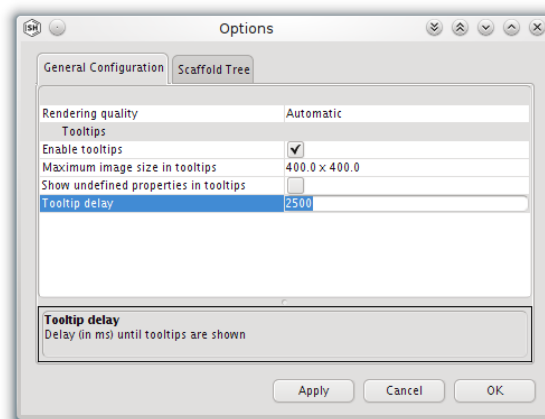 SH
Options
General Configuration Scaffold Tree
Rendering quality Automatic
Tooltips
Enable tooltips
Maximum image size in tooltips 400.0 x 400.0
Show undefined properties in tooltips
Tooltip delay 2500
Tooltip delay
Delay (in ms) until tooltips are shown
Apply Cancel OK